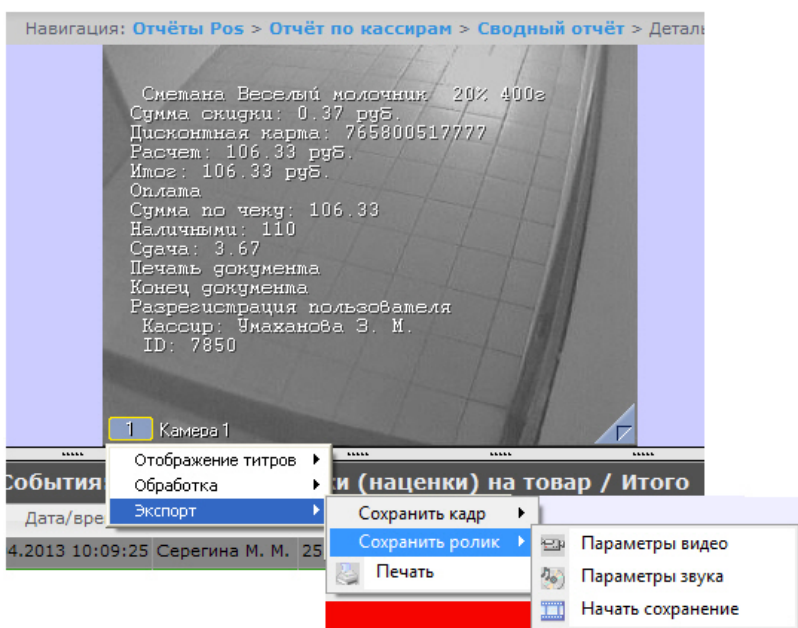 Навигация: Отчёты Pos > Отчёт по кассирам > Сводный отчёт > Деталь
Сметана Веселый молочник 20% 400г
Сумма скидки: 0.37 руб.
Дисконтная карта: 765800517777
Расчет: 106.33 руб.
Итог: 106.33 руб.
Оплата
Сумма по чеку: 106.33
Наличными: 110
Сдача: 3.67
Печать документа
Конец документа
Разрегистрация пользователя
Кассир: Умаханова З. М.
ID: 7850
1 Камера 1
Отображение титров
Обработка
Экспорт
События и (наценки) на товар / Итого
Дата/вре
4.2013 10:09:25 Серегина М. М. 25
Сохранить кадр
Сохранить ролик
Печать
Параметры видео
Параметры звука
Начать сохранение